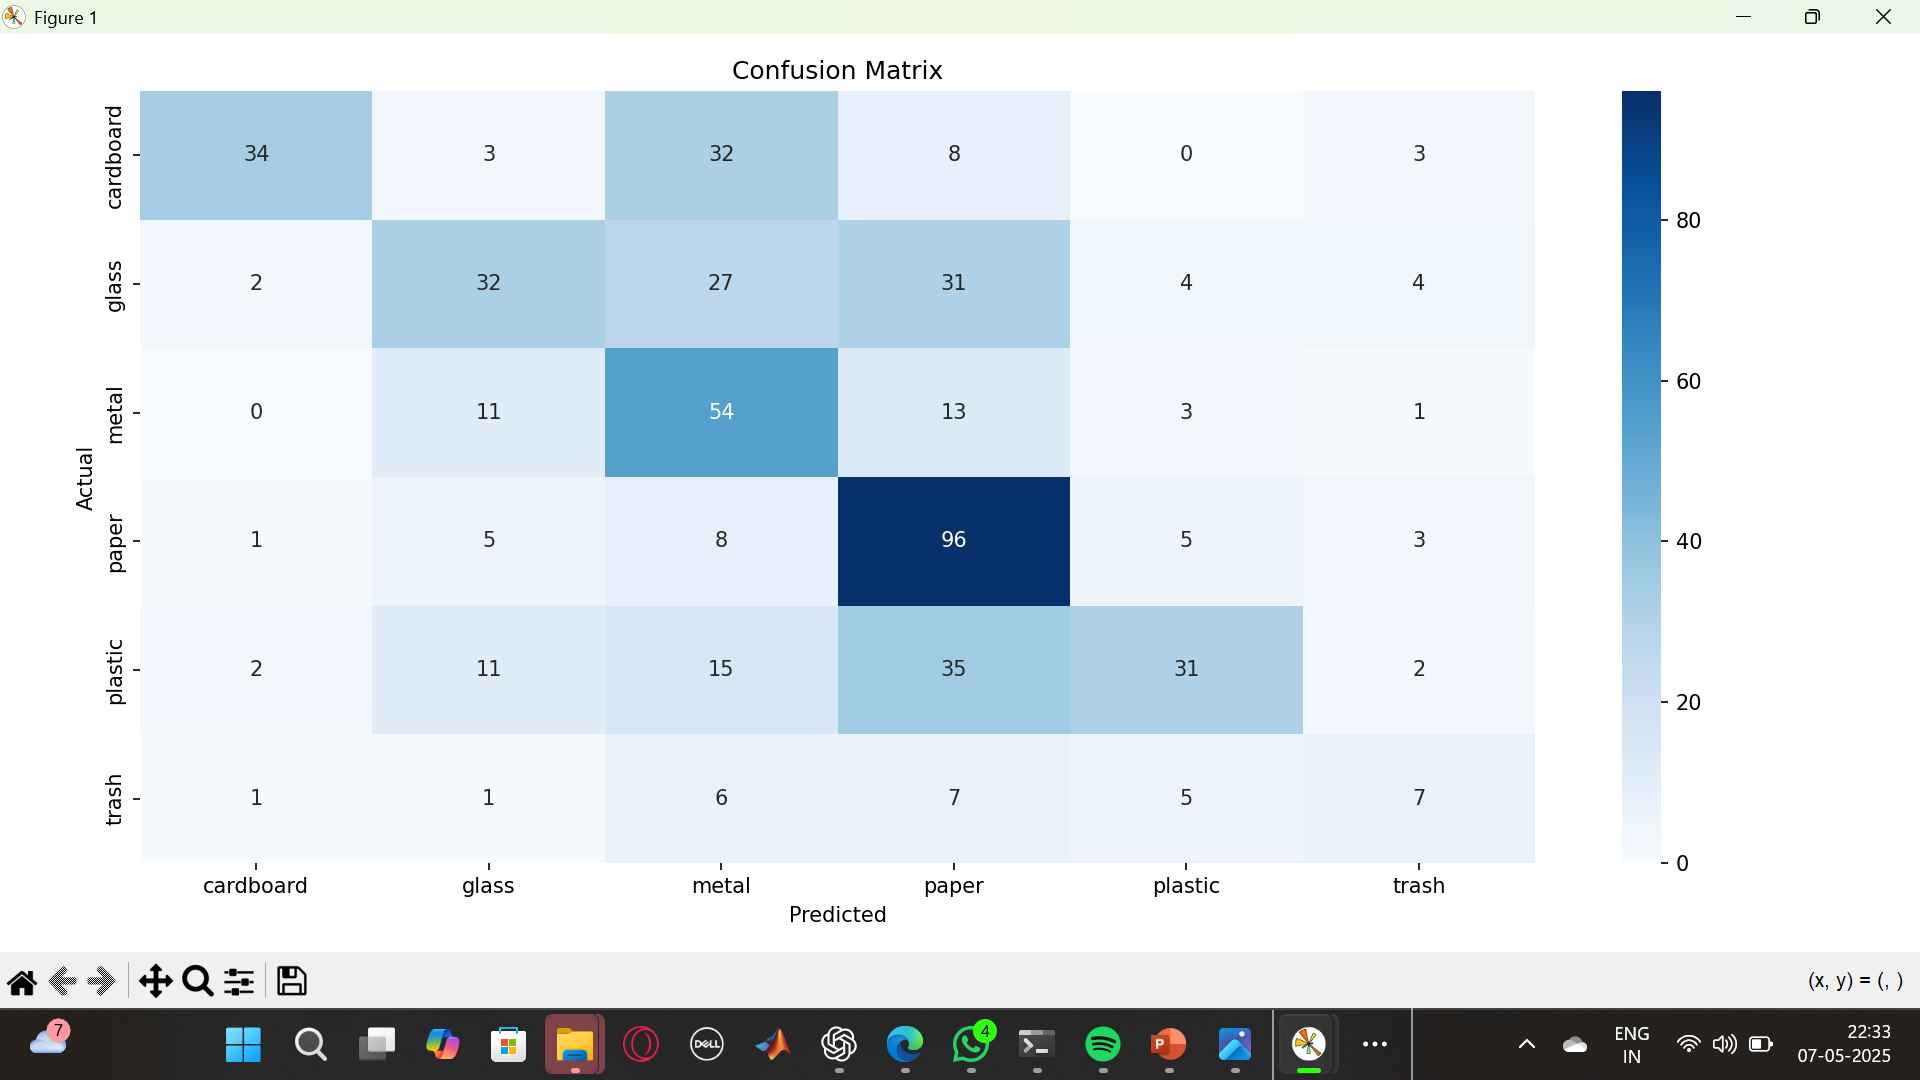 Figure 1
Confusion Matrix
cardboard 34 3 32 8 0 3
glass 2 32 27 31 4 4
metal 0 11 54 13 3 1
paper 1 5 8 96 5 3
plastic 2 11 15 35 31 2
trash 1 1 6 7 5 7
Actual
cardboard glass metal paper plastic trash
Predicted
80
60
40
20
0
(x, y) = (, )
7
DELL
4
P
ENG
IN
22:33
07-05-2025